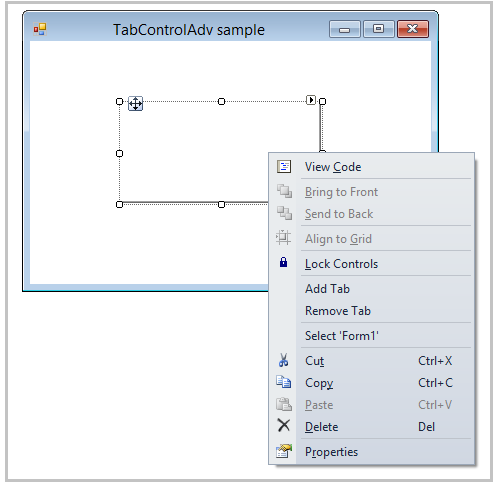 TabControlAdv sample
View Code
Bring to Front
Send to Back
Align to Grid
Lock Controls
Add Tab
Remove Tab
Select 'Form1'
Cut Ctrl+X
Copy Ctrl+C
Paste Ctrl+V
Delete Del
Properties